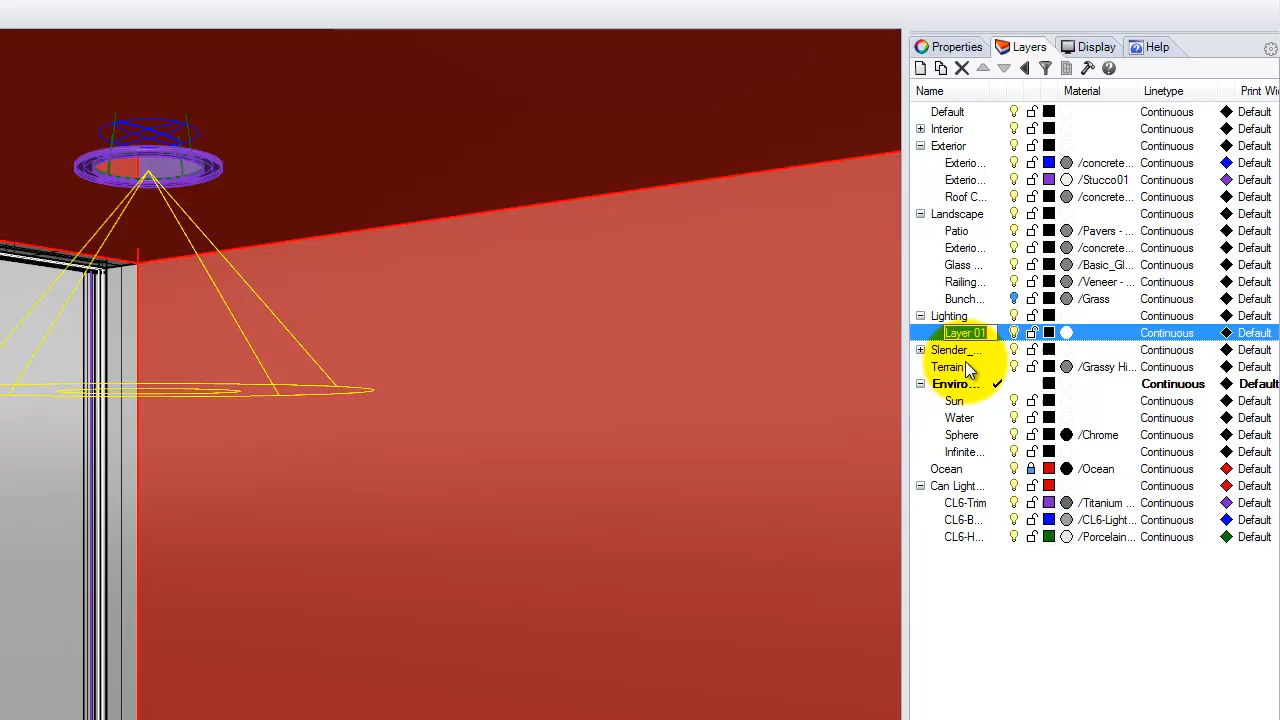 Properties Layers Display Help
Name Material Linetype Print Wi
Default Continuous Default
Interior Continuous Default
Exterior Continuous Default
Exterio... /concrete... Continuous Default
Exterio... /Stucco01 Continuous Default
Roof C... /concrete... Continuous Default
Landscape Continuous Default
Patio /Pavers - ... Continuous Default
Exterio... /concrete... Continuous Default
Glass ... /Basic_Gl... Continuous Default
Railing... /Veneer - ... Continuous Default
Bunch... /Grass Continuous Default
Lighting Continuous Default
Layer 01 Continuous Default
Slender_... Continuous Default
Terrain /Grassy Hi... Continuous Default
Enviro... Continuous Default
Sun Continuous Default
Water Continuous Default
Sphere /Chrome Continuous Default
Infinite... Continuous Default
Ocean /Ocean Continuous Default
Can Light... Continuous Default
CL6-Trim /Titanium ... Continuous Default
CL6-B... /CL6-Light... Continuous Default
CL6-H... /Porcelain... Continuous Default